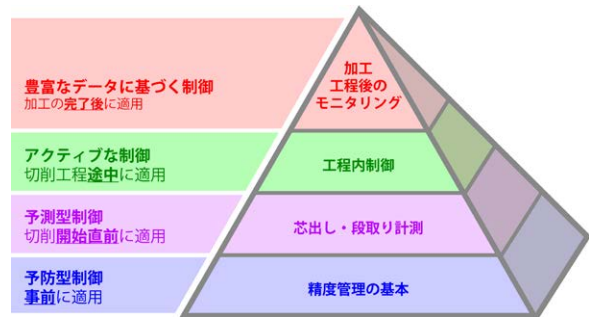 豊富なデータに基づく制御
加工の完了後に適用
加工
工程後の
モニタリング
アクティブな制御
切削工程途中に適用
工程内制御
予測型制御
切削開始直前に適用
芯出し・段取り計測
予防型制御
事前に適用
精度管理の基本